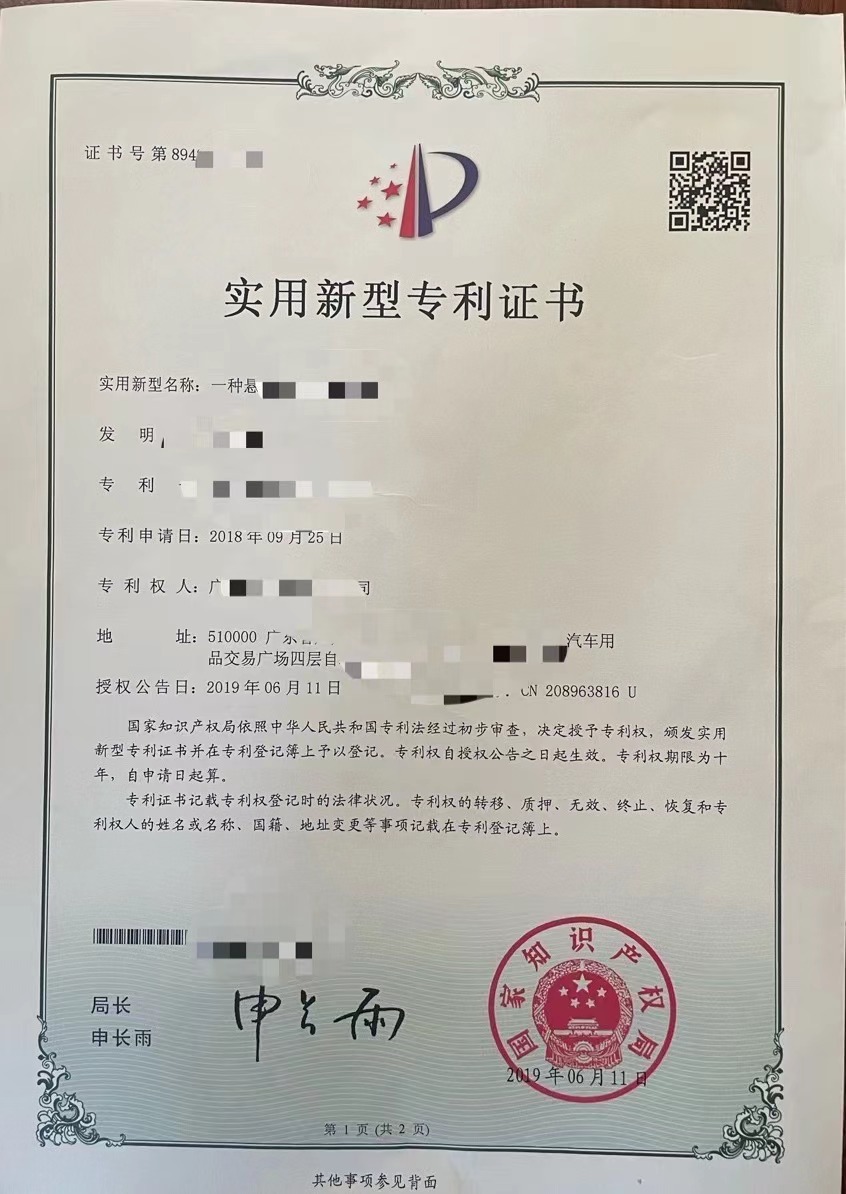 证书号第894
实用新型专利证书
实用新型名称：一种悬
发 明
专 利
专利申请日：2018年09月25日
专 利 权 人：广 司
地 址：510000 广东省 汽车用
品交易广场四层自
授权公告日：2019年06月11日 CN 208963816 U
国家知识产权局依照中华人民共和国专利法经过初步审查，决定授予专利权，颁发实用
新型专利证书并在专利登记簿上予以登记。专利权自授权公告之日起生效。专利权期限为十
年，自申请日起算。
专利证书记载专利权登记时的法律状况。专利权的转移、质押、无效、终止、恢复和专
利权人的姓名或名称、国籍、地址变更等事项记载在专利登记簿上。
局长
申长雨
申长雨
国家知识产权局
2019年06月11日
第 1 页 (共 2 页)
其他事项参见背面